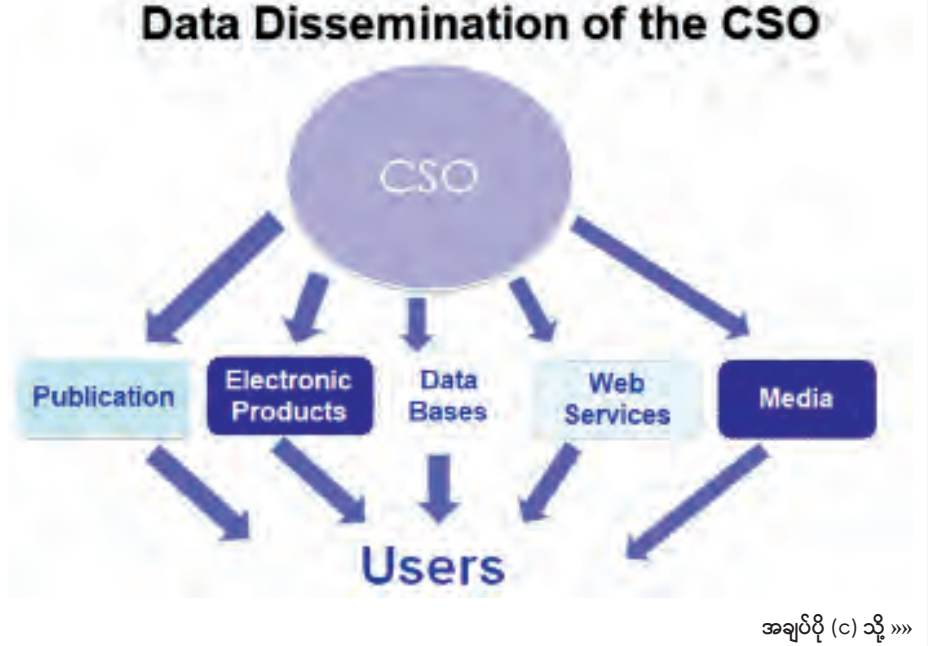 Data Dissemination of the CSO
CSO
Publication
Electronic
Products
Data
Bases
Web
Services
Media
Users
အချပ်ပို (c) သို့ »»